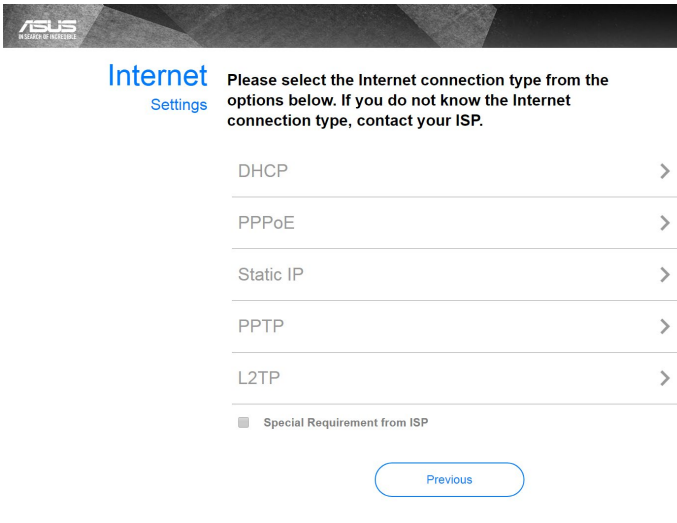 ASUS
IN SEARCH OF INCREDIBLE
Internet
Settings
Please select the Internet connection type from the
options below. If you do not know the Internet
connection type, contact your ISP.
DHCP
PPPoE
Static IP
PPTP
L2TP
Special Requirement from ISP
Previous